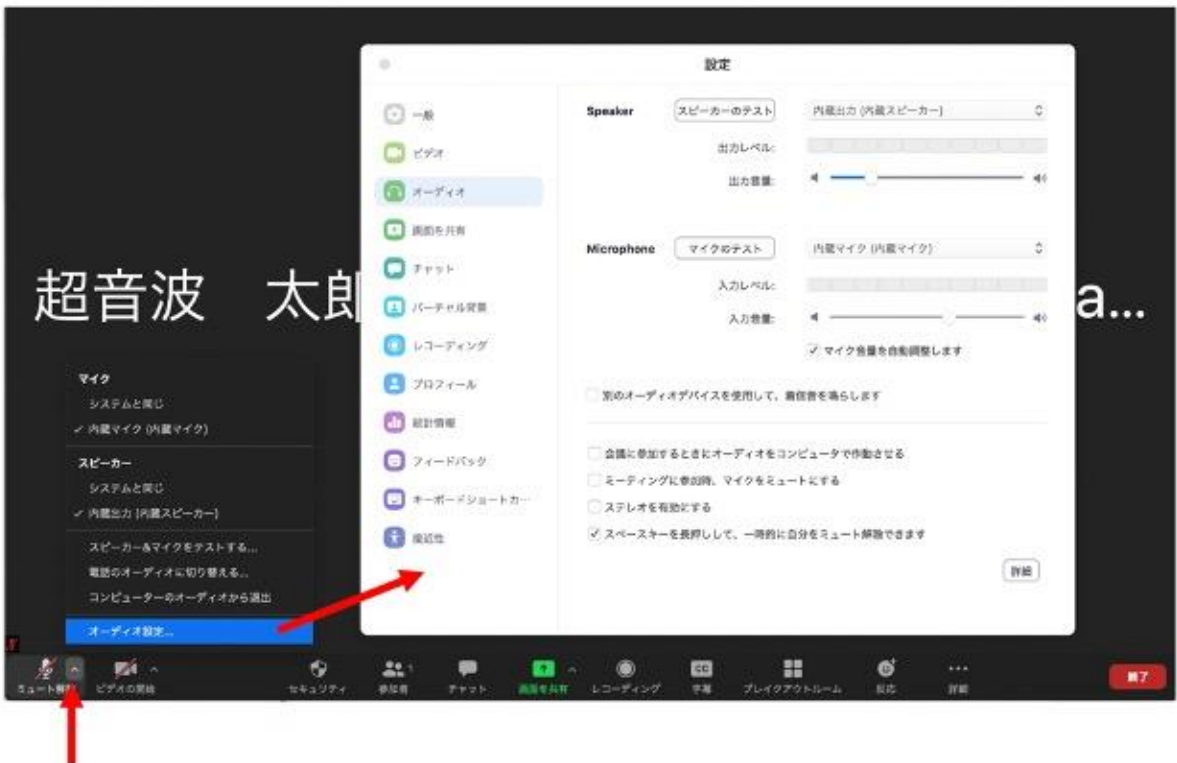 設定
一般
ビデオ
オーディオ
画面を共有
チャット
バーチャル背景
レコーディング
プロフィール
統計情報
フィードバック
キーボードショートカ…
接近性
Speaker
スピーカーのテスト
内蔵出力 (内蔵スピーカー)
出力レベル:
出力音量:
Microphone
マイクのテスト
内蔵マイク (内蔵マイク)
入力レベル:
入力音量:
マイク音量を自動調整します
別のオーディオデバイスを使用して、着信音を鳴らします
会議に参加するときにオーディオをコンピュータで作動させる
ミーティングに参加時、マイクをミュートにする
ステレオを有効にする
スペースキーを長押しして、一時的に自分をミュート解除できます
詳細
超音波 太郎
a...
マイク
システムと同じ
内蔵マイク (内蔵マイク)
スピーカー
システムと同じ
内蔵出力 (内蔵スピーカー)
スピーカー&マイクをテストする...
電話のオーディオに切り替える...
コンピューターのオーディオから退出
オーディオ設定...
ミュート解除
ビデオの開始
セキュリティ
参加者
1
チャット
画面を共有
レコーディング
CC
字幕
ブレイクアウトルーム
反応
詳細
終了